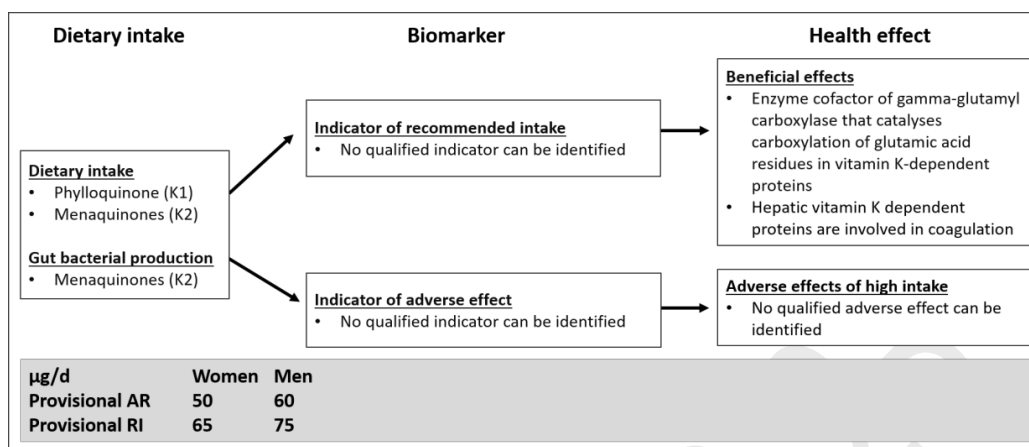 Dietary intake
Biomarker
Health effect
Dietary intake
• Phylloquinone (K1)
• Menaquinones (K2)
Gut bacterial production
• Menaquinones (K2)
Indicator of recommended intake
• No qualified indicator can be identified
Indicator of adverse effect
• No qualified indicator can be identified
Beneficial effects
• Enzyme cofactor of gamma-glutamyl
carboxylase that catalyses
carboxylation of glutamic acid
residues in vitamin K-dependent
proteins
• Hepatic vitamin K dependent
proteins are involved in coagulation
Adverse effects of high intake
• No qualified adverse effect can be
identified
µg/d Women Men
Provisional AR 50 60
Provisional RI 65 75